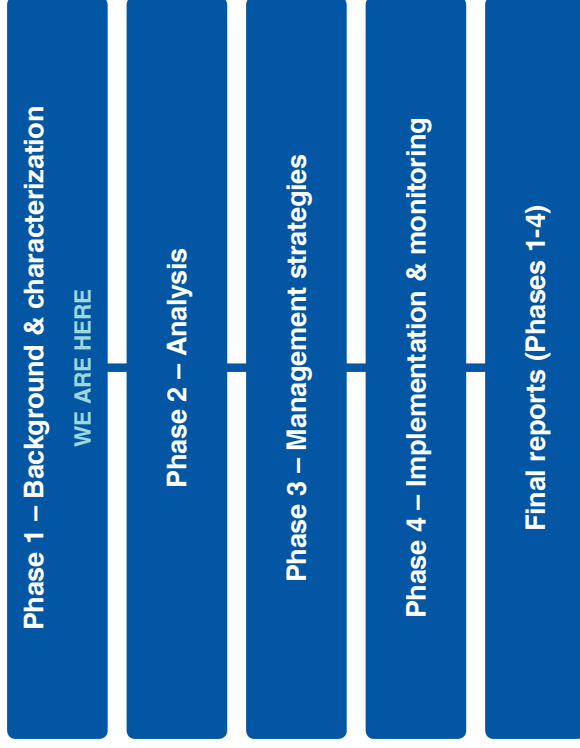 Phase 1 – Background & characterization
WE ARE HERE
Phase 2 – Analysis
Phase 3 – Management strategies
Phase 4 – Implementation & monitoring
Final reports (Phases 1-4)